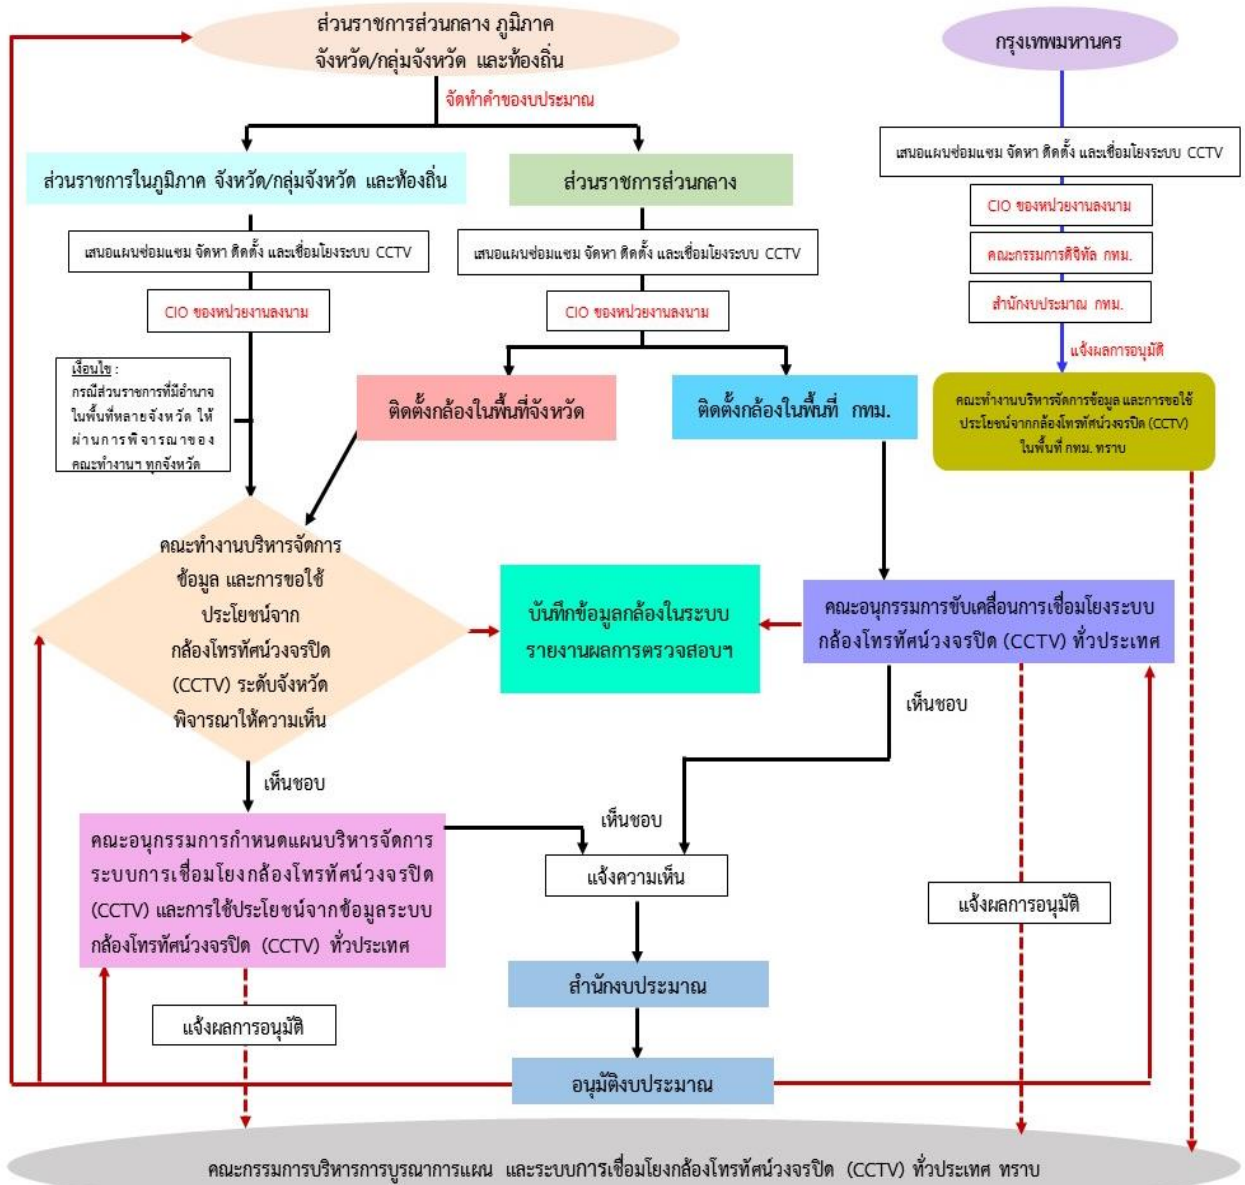 ส่วนราชการส่วนกลาง ภูมิภาค
จังหวัด/กลุ่มจังหวัด และท้องถิ่น
กรุงเทพมหานคร
จัดทำคำของบประมาณ
ส่วนราชการในภูมิภาค จังหวัด/กลุ่มจังหวัด และท้องถิ่น
ส่วนราชการส่วนกลาง
เสนอแผนซ่อมแซม จัดหา ติดตั้ง และเชื่อมโยงระบบ CCTV
เสนอแผนซ่อมแซม จัดหา ติดตั้ง และเชื่อมโยงระบบ CCTV
เสนอแผนซ่อมแซม จัดหา ติดตั้ง และเชื่อมโยงระบบ CCTV
CIO ของหน่วยงานลงนาม
คณะกรรมการดิจิทัล กทม.
สำนักงบประมาณ กทม.
แจ้งผลการอนุมัติ
CIO ของหน่วยงานลงนาม
CIO ของหน่วยงานลงนาม
เงื่อนไข :
กรณีส่วนราชการที่มีอำนาจ
ในพื้นที่หลายจังหวัด ให้
ผ่านการพิจารณาของ
คณะทำงานฯ ทุกจังหวัด
ติดตั้งกล้องในพื้นที่จังหวัด
ติดตั้งกล้องในพื้นที่ กทม.
คณะทำงานบริหารจัดการข้อมูล และการขอใช้
ประโยชน์จากกล้องโทรทัศน์วงจรปิด (CCTV)
ในพื้นที่ กทม. ทราบ
คณะทำงานบริหารจัดการ
ข้อมูล และการขอใช้
ประโยชน์จาก
กล้องโทรทัศน์วงจรปิด
(CCTV) ระดับจังหวัด
พิจารณาให้ความเห็น
บันทึกข้อมูลกล้องในระบบ
รายงานผลการตรวจสอบฯ
คณะอนุกรรมการขับเคลื่อนการเชื่อมโยงระบบ
กล้องโทรทัศน์วงจรปิด (CCTV) ทั่วประเทศ
เห็นชอบ
เห็นชอบ
คณะอนุกรรมการกำหนดแผนบริหารจัดการ
ระบบการเชื่อมโยงกล้องโทรทัศน์วงจรปิด
(CCTV) และการใช้ประโยชน์จากข้อมูลระบบ
กล้องโทรทัศน์วงจรปิด (CCTV) ทั่วประเทศ
เห็นชอบ
แจ้งความเห็น
แจ้งผลการอนุมัติ
สำนักงบประมาณ
แจ้งผลการอนุมัติ
อนุมัติงบประมาณ
คณะกรรมการบริหารการบูรณาการแผน และระบบการเชื่อมโยงกล้องโทรทัศน์วงจรปิด (CCTV) ทั่วประเทศ ทราบ